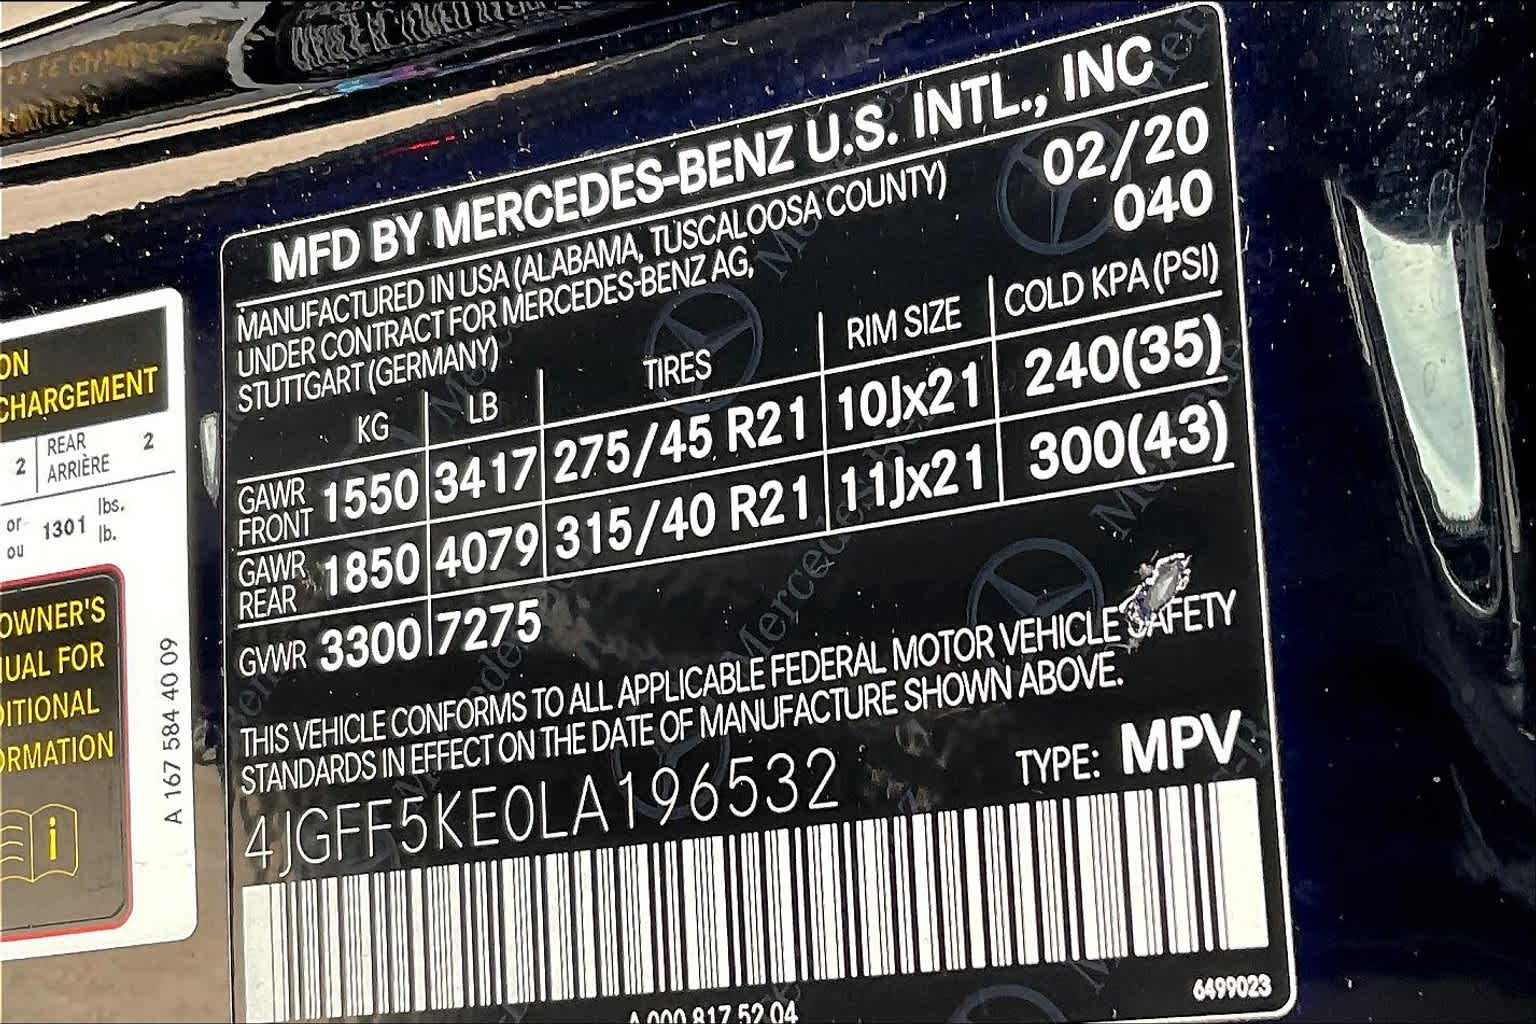 MFD BY MERCEDES-BENZ U.S. INTL., INC
MANUFACTURED IN USA (ALABAMA, TUSCALOOSA COUNTY)
UNDER CONTRACT FOR MERCEDES-BENZ AG,
STUTTGART (GERMANY)
02/20
040
KG LB TIRES RIM SIZE COLD KPA (PSI)
GAWR FRONT 1550 3417 275/45 R21 10Jx21 240(35)
GAWR REAR 1850 4079 315/40 R21 11Jx21 300(43)
GVWR 3300 7275
THIS VEHICLE CONFORMS TO ALL APPLICABLE FEDERAL MOTOR VEHICLE SAFETY
STANDARDS IN EFFECT ON THE DATE OF MANUFACTURE SHOWN ABOVE.
4JGFF5KE0LA196532 TYPE: MPV
6499023
A 000 817 52 04
ON
CHARGEMENT
2 REAR ARRIÈRE 2
or ou 1301 lbs. lb.
OWNER'S
NUAL FOR
DITIONAL
ORMATION
i
A 167 584 40 09